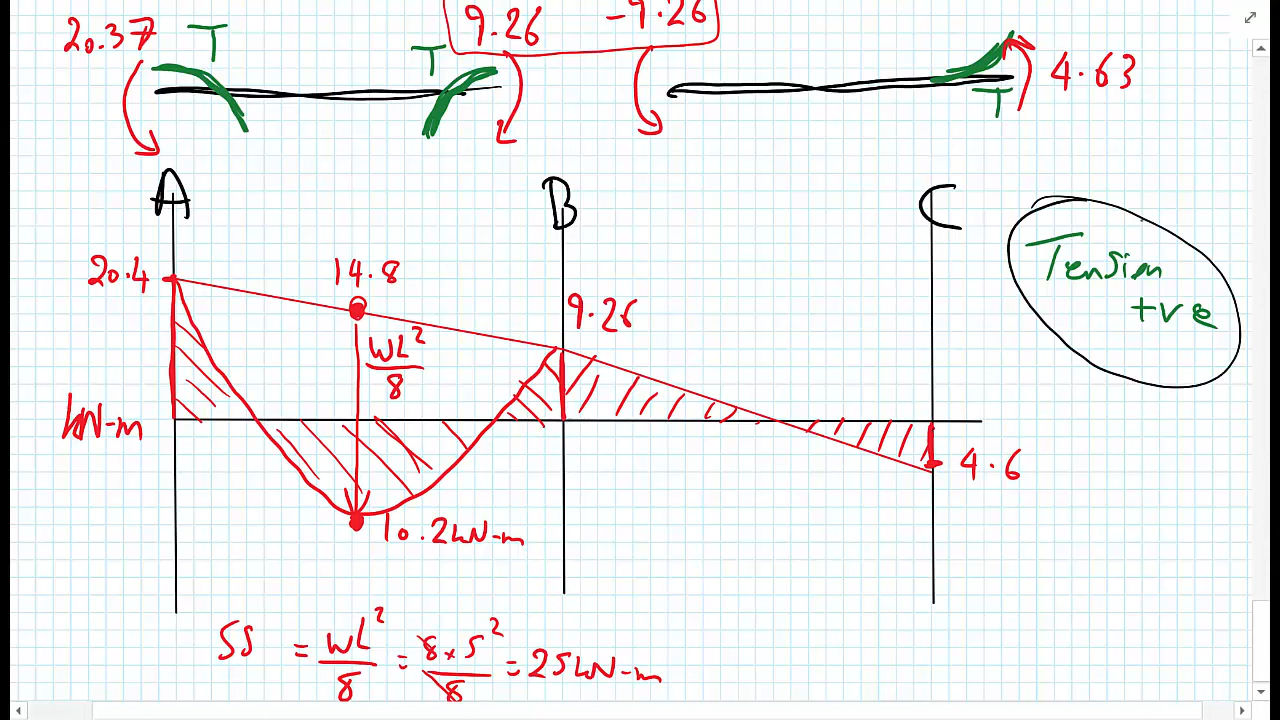 20.37 T 9.26 -9.26
T 4.63
T
A B C
Tension
+ve
20.4 14.8
9.26
WL²
8
kN-m
4.6
10.2kN-m
SS = WL²/8 = 8×5²/8 = 25kN-m